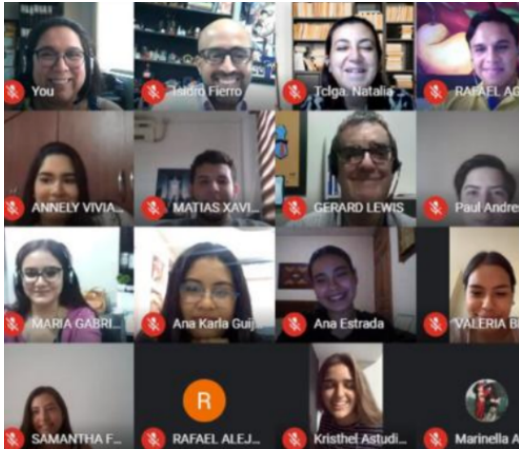 You
Isidro Fierro
Tclga. Natalia
RAFAEL AG
ANNELY VIVIA...
MATIAS XAVI...
GERARD LEWIS
Paul Andre
MARIA GABRI...
Ana Karla Guij...
Ana Estrada
VALERIA B
SAMANTHA F...
R
RAFAEL ALEJ...
Kristhel Astudi...
Marinella A